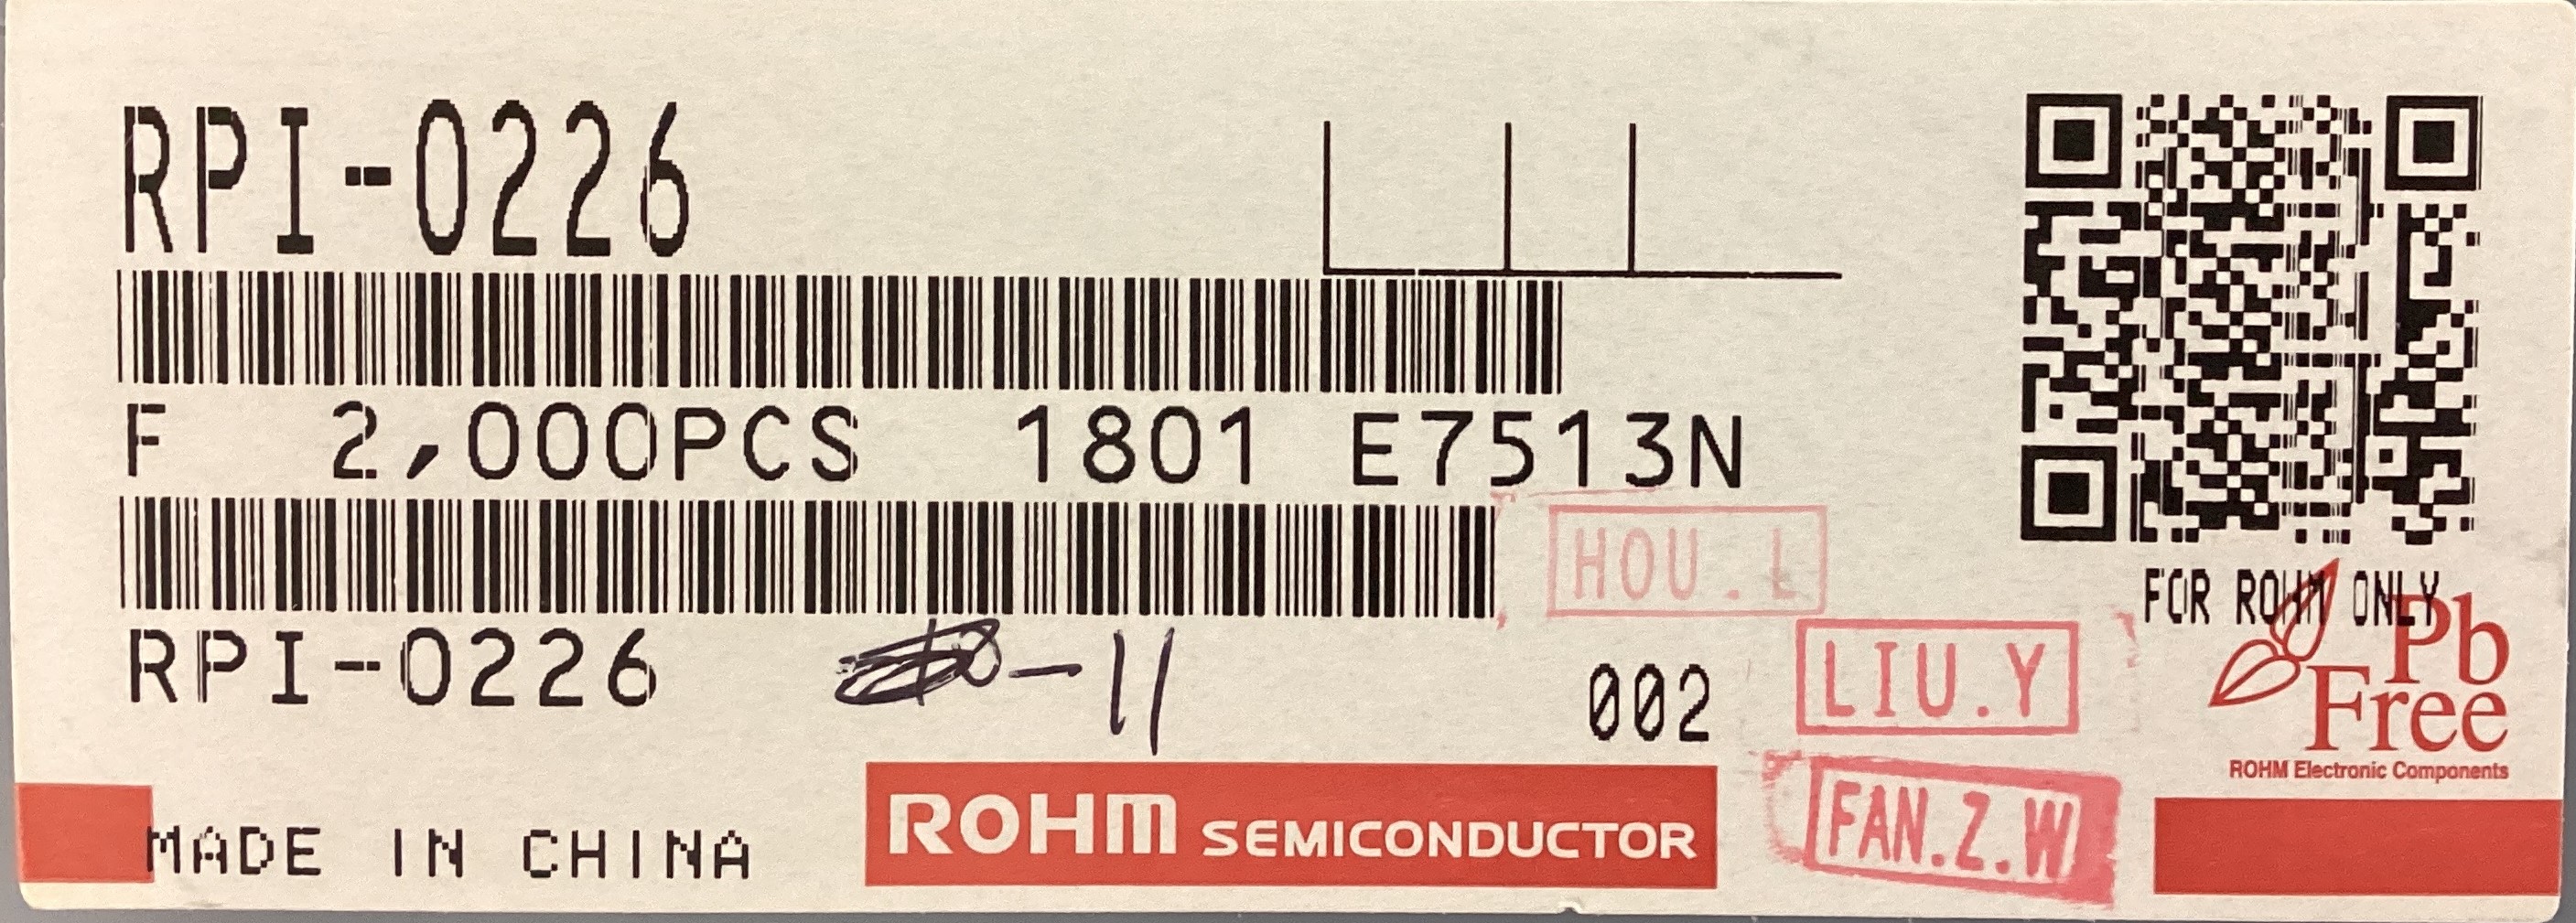 RPI-0226
F 2,000PCS 1801 E7513N
HOU.L
FOR ROHM ONLY
RPI-0226 -11
002
LIU.Y
Pb
Free
ROHM Electronic Components
MADE IN CHINA
ROHM SEMICONDUCTOR
FAN.Z.W